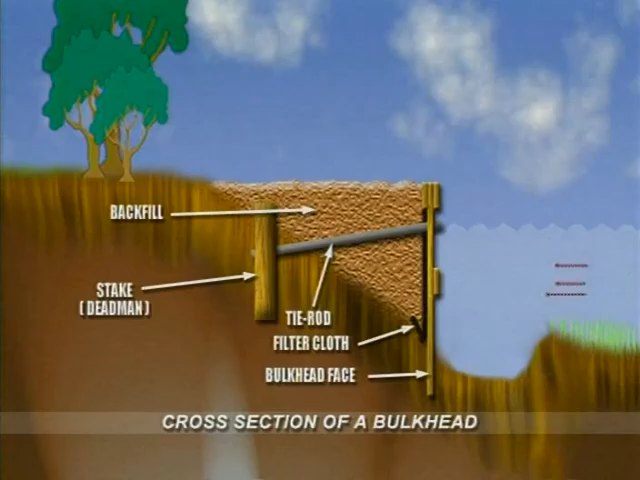 BACKFILL
STAKE
(DEADMAN)
TIE-ROD
FILTER CLOTH
BULKHEAD FACE
CROSS SECTION OF A BULKHEAD